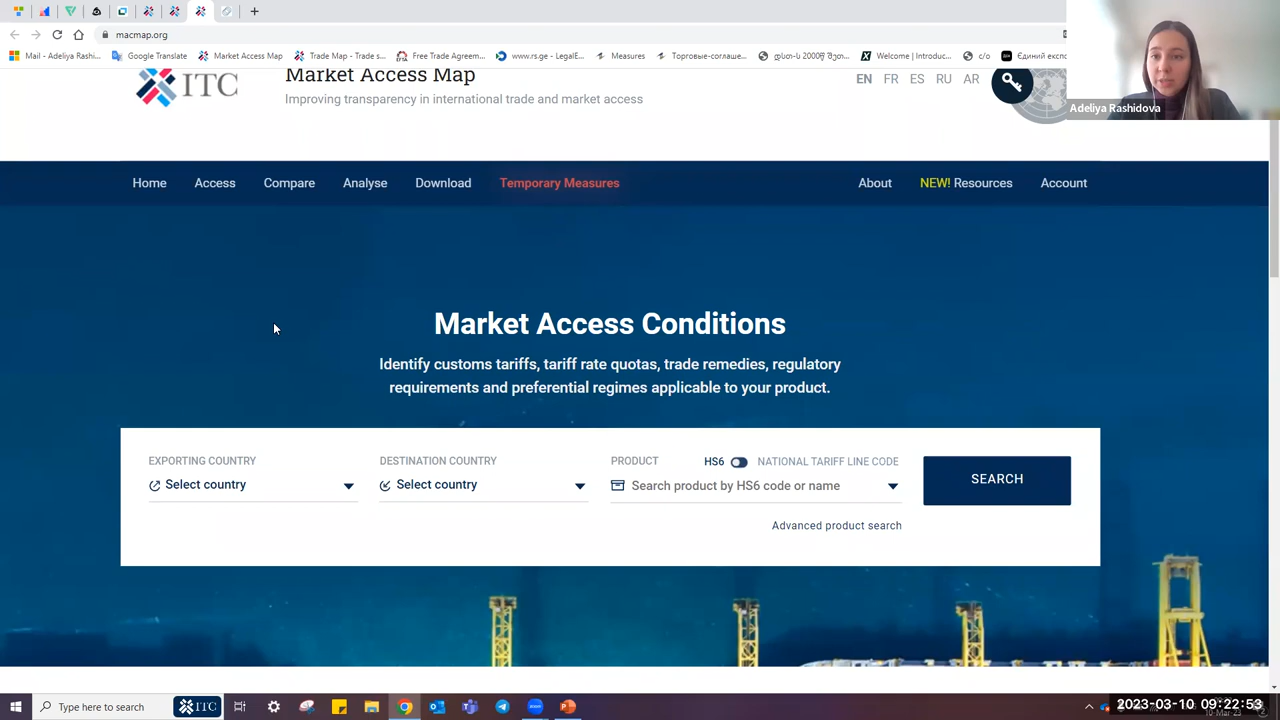 macmap.org
Mail - Adeliya Rashi...
Google Translate
Market Access Map
Trade Map - Trade s...
Free Trade Agreem...
www.rs.ge - LegalE...
Measures
Торговые-соглаше...
Welcome | Introduc...
c/o
Єдиний експо
Adeliya Rashidova
ITC
Market Access Map
Improving transparency in international trade and market access
EN FR ES RU AR
Home Access Compare Analyse Download Temporary Measures About NEW! Resources Account
Market Access Conditions
Identify customs tariffs, tariff rate quotas, trade remedies, regulatory
requirements and preferential regimes applicable to your product.
EXPORTING COUNTRY
Select country
DESTINATION COUNTRY
Select country
PRODUCT HS6 NATIONAL TARIFF LINE CODE
Search product by HS6 code or name
SEARCH
Advanced product search
Type here to search
ITC
2023-03-10 09:22:53
10-Mar-23